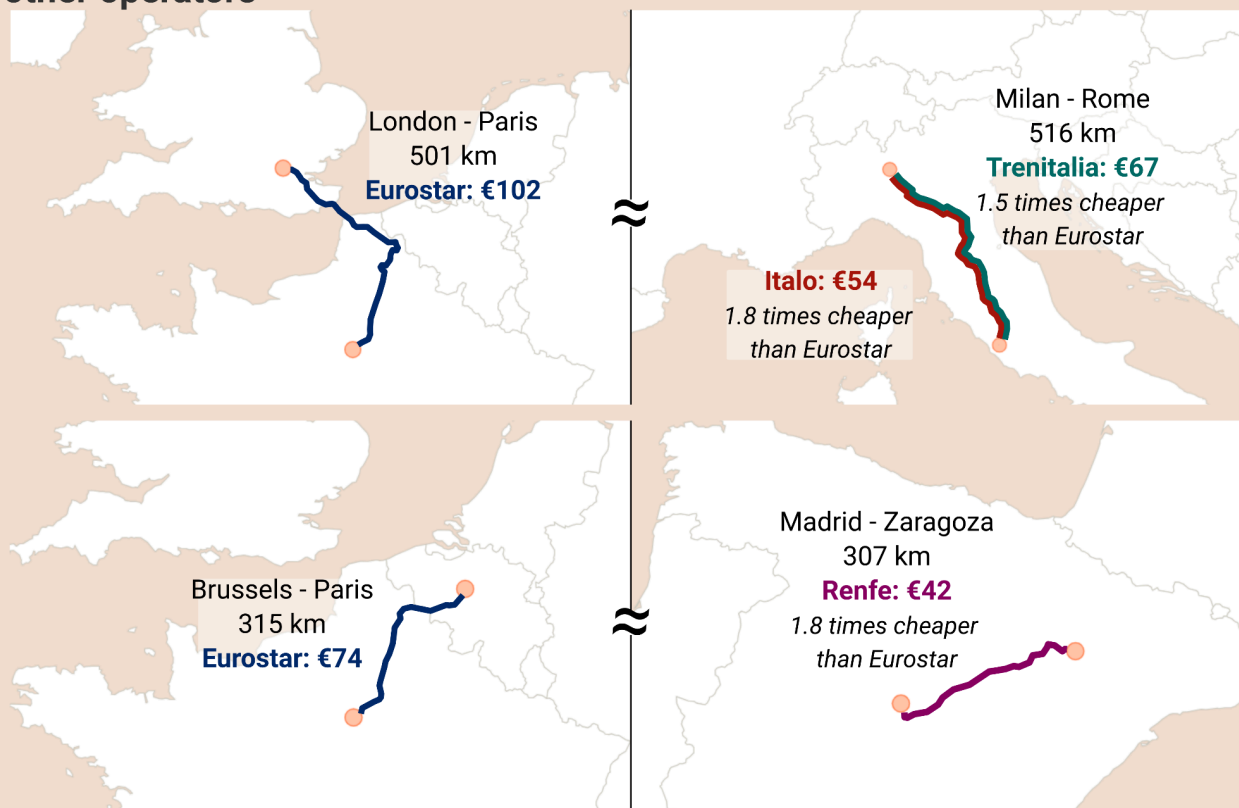 other operators
London - Paris
501 km
Eurostar: €102
≈
Milan - Rome
516 km
Trenitalia: €67
1.5 times cheaper
than Eurostar
Italo: €54
1.8 times cheaper
than Eurostar
Brussels - Paris
315 km
Eurostar: €74
≈
Madrid - Zaragoza
307 km
Renfe: €42
1.8 times cheaper
than Eurostar